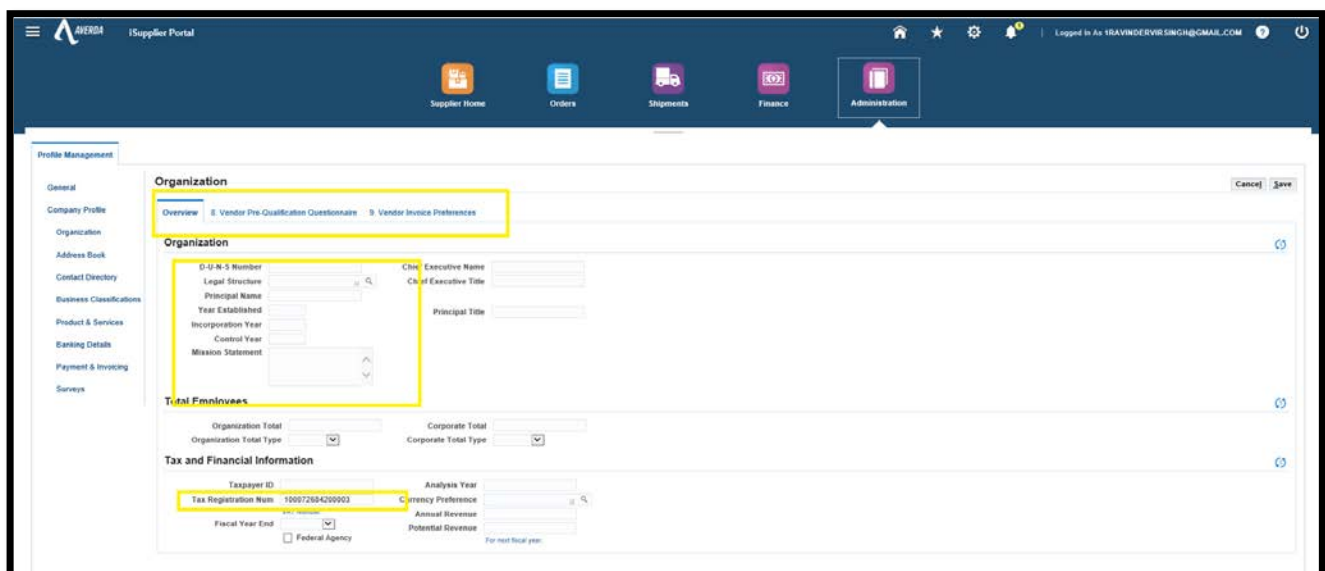 AVERDA iSupplier Portal Logged In As 1RAVINDERVIRSINGH@GMAIL.COM ?
Supplier Home Orders Shipments Finance Administration
Profile Management
General
Company Profile
Organization
Address Book
Contact Directory
Business Classifications
Product & Services
Banking Details
Payment & Invoicing
Surveys
Organization Cancel Save
Overview 8. Vendor Pre-Qualification Questionnaire 9. Vendor Invoice Preferences
Organization
D-U-N-S Number Chief Executive Name
Legal Structure Chief Executive Title
Principal Name
Year Established Principal Title
Incorporation Year
Control Year
Mission Statement
Total Employees
Organization Total Corporate Total
Organization Total Type Corporate Total Type
Tax and Financial Information
Taxpayer ID Analysis Year
Tax Registration Num 100072684200003 Currency Preference
Annual Revenue
Fiscal Year End Potential Revenue
Federal Agency For next fiscal year.